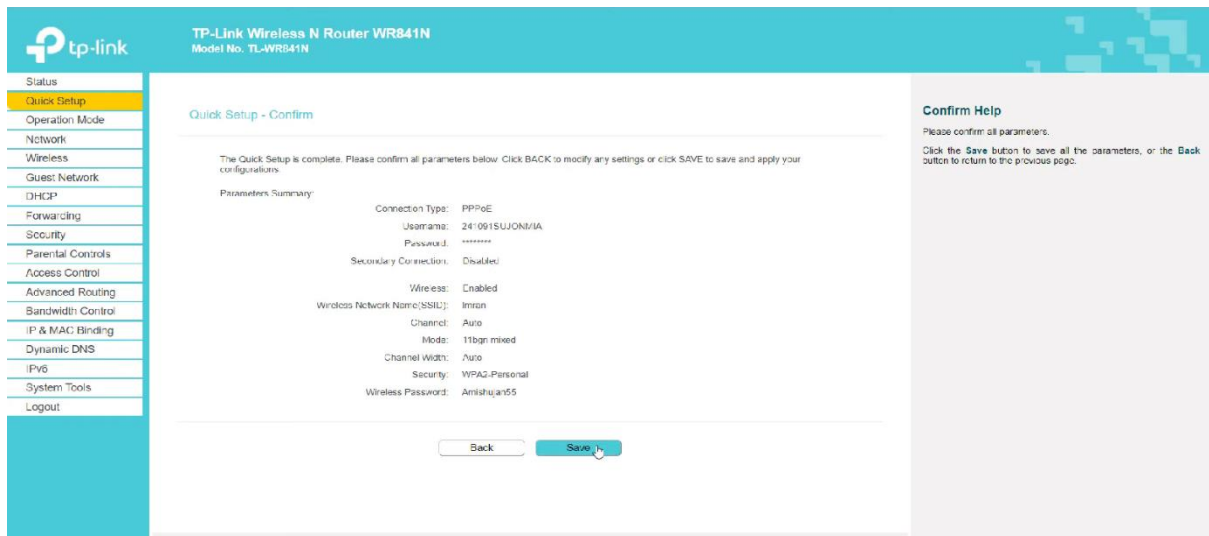 tp-link
TP-Link Wireless N Router WR841N
Model No. TL-WR841N
Status
Quick Setup
Operation Mode
Network
Wireless
Guest Network
DHCP
Forwarding
Security
Parental Controls
Access Control
Advanced Routing
Bandwidth Control
IP & MAC Binding
Dynamic DNS
IPv6
System Tools
Logout
Quick Setup - Confirm
The Quick Setup is complete. Please confirm all parameters below. Click BACK to modify any settings or click SAVE to save and apply your
configurations.
Parameters Summary:
Connection Type: PPPoE
Username: 241091SUJONMIA
Password: ********
Secondary Connection: Disabled
Wireless: Enabled
Wireless Network Name(SSID): Imran
Channel: Auto
Mode: 11bgn mixed
Channel Width: Auto
Security: WPA2-Personal
Wireless Password: Amishujan55
Back Save
Confirm Help
Please confirm all parameters.
Click the Save button to save all the parameters, or the Back
button to return to the previous page.